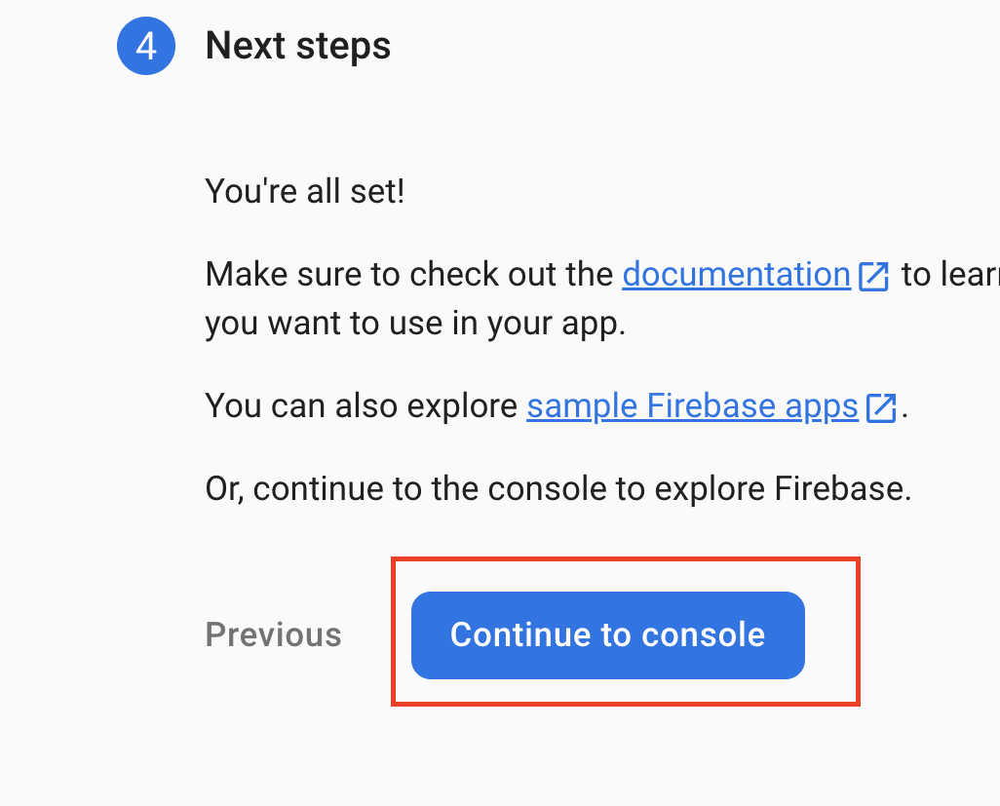 4 Next steps
You're all set!
Make sure to check out the documentation to lear
you want to use in your app.
You can also explore sample Firebase apps .
Or, continue to the console to explore Firebase.
Previous Continue to console